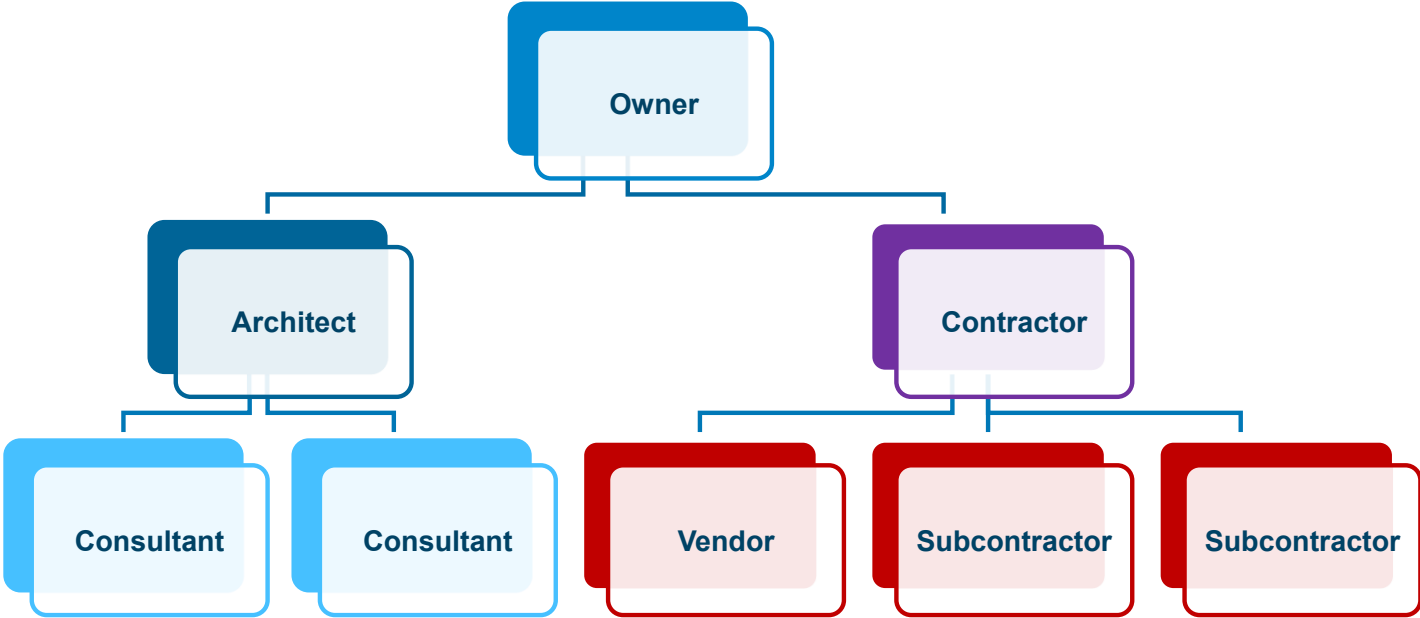 Owner
Architect
Contractor
Consultant
Consultant
Vendor
Subcontractor
Subcontractor